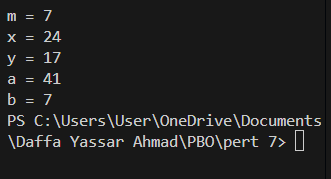 m = 7
x = 24
y = 17
a = 41
b = 7
PS C:\Users\User\OneDrive\Documents
\Daffa Yassar Ahmad\PBO\pert 7>